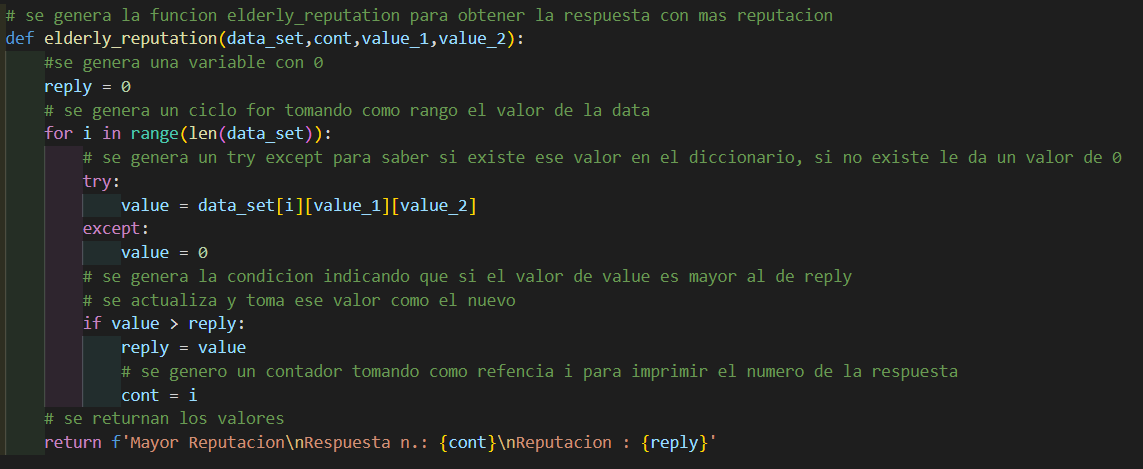 # se genera la funcion elderly_reputation para obtener la respuesta con mas reputacion
def elderly_reputation(data_set,cont,value_1,value_2):
    #se genera una variable con 0
    reply = 0
    # se genera un ciclo for tomando como rango el valor de la data
    for i in range(len(data_set)):
        # se genera un try except para saber si existe ese valor en el diccionario, si no existe le da un valor de 0
        try:
            value = data_set[i][value_1][value_2]
        except:
            value = 0
        # se genera la condicion indicando que si el valor de value es mayor al de reply
        # se actualiza y toma ese valor como el nuevo
        if value > reply:
            reply = value
            # se genero un contador tomando como refencia i para imprimir el numero de la respuesta
            cont = i
    # se returnan los valores
    return f'Mayor Reputacion\nRespuesta n.: {cont}\nReputacion : {reply}'